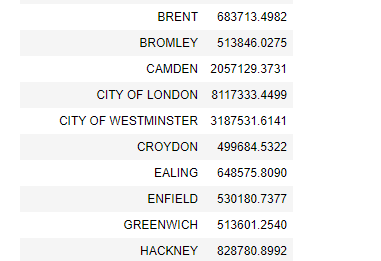 BRENT 683713.4982
BROMLEY 513846.0275
CAMDEN 2057129.3731
CITY OF LONDON 8117333.4499
CITY OF WESTMINSTER 3187531.6141
CROYDON 499684.5322
EALING 648575.8090
ENFIELD 530180.7377
GREENWICH 513601.2540
HACKNEY 828780.8992